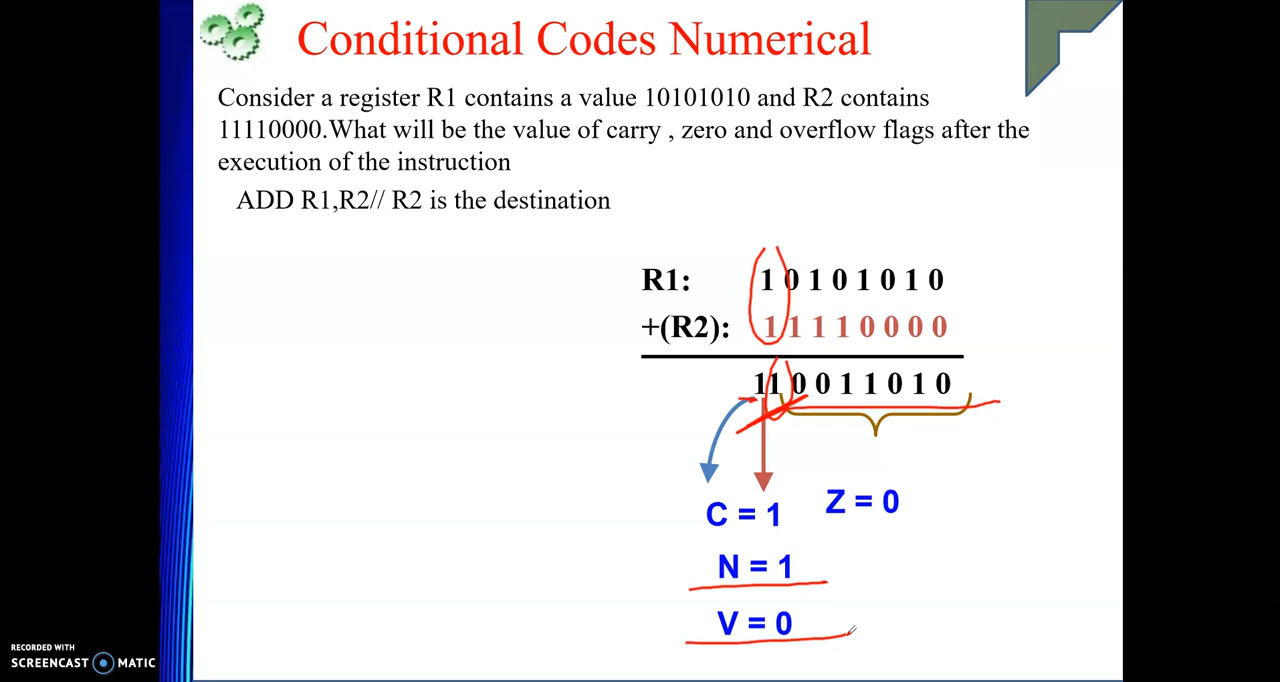 Conditional Codes Numerical
Consider a register R1 contains a value 10101010 and R2 contains
11110000.What will be the value of carry , zero and overflow flags after the
execution of the instruction
ADD R1,R2// R2 is the destination
R1: 1 0 1 0 1 0 1 0
+(R2): 1 1 1 1 0 0 0 0
1 1 0 0 1 1 0 1 0
C = 1 Z = 0
N = 1
V = 0
RECORDED WITH
SCREENCAST MATIC